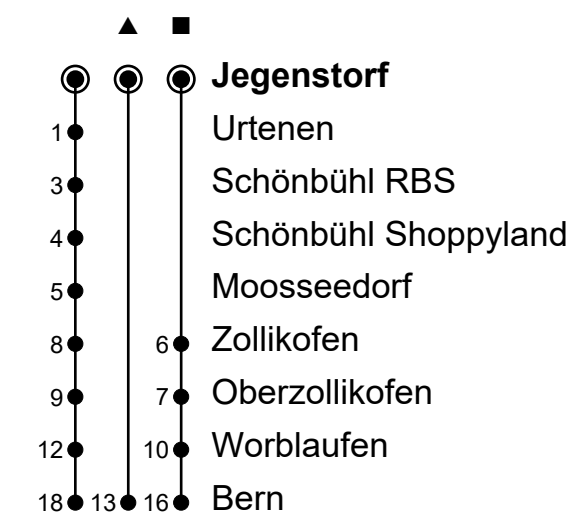 ▲ ■
Jegenstorf
1 Urtenen
3 Schönbühl RBS
4 Schönbühl Shoppyland
5 Moosseedorf
8 6 Zollikofen
9 7 Oberzollikofen
12 10 Worblaufen
18 13 16 Bern